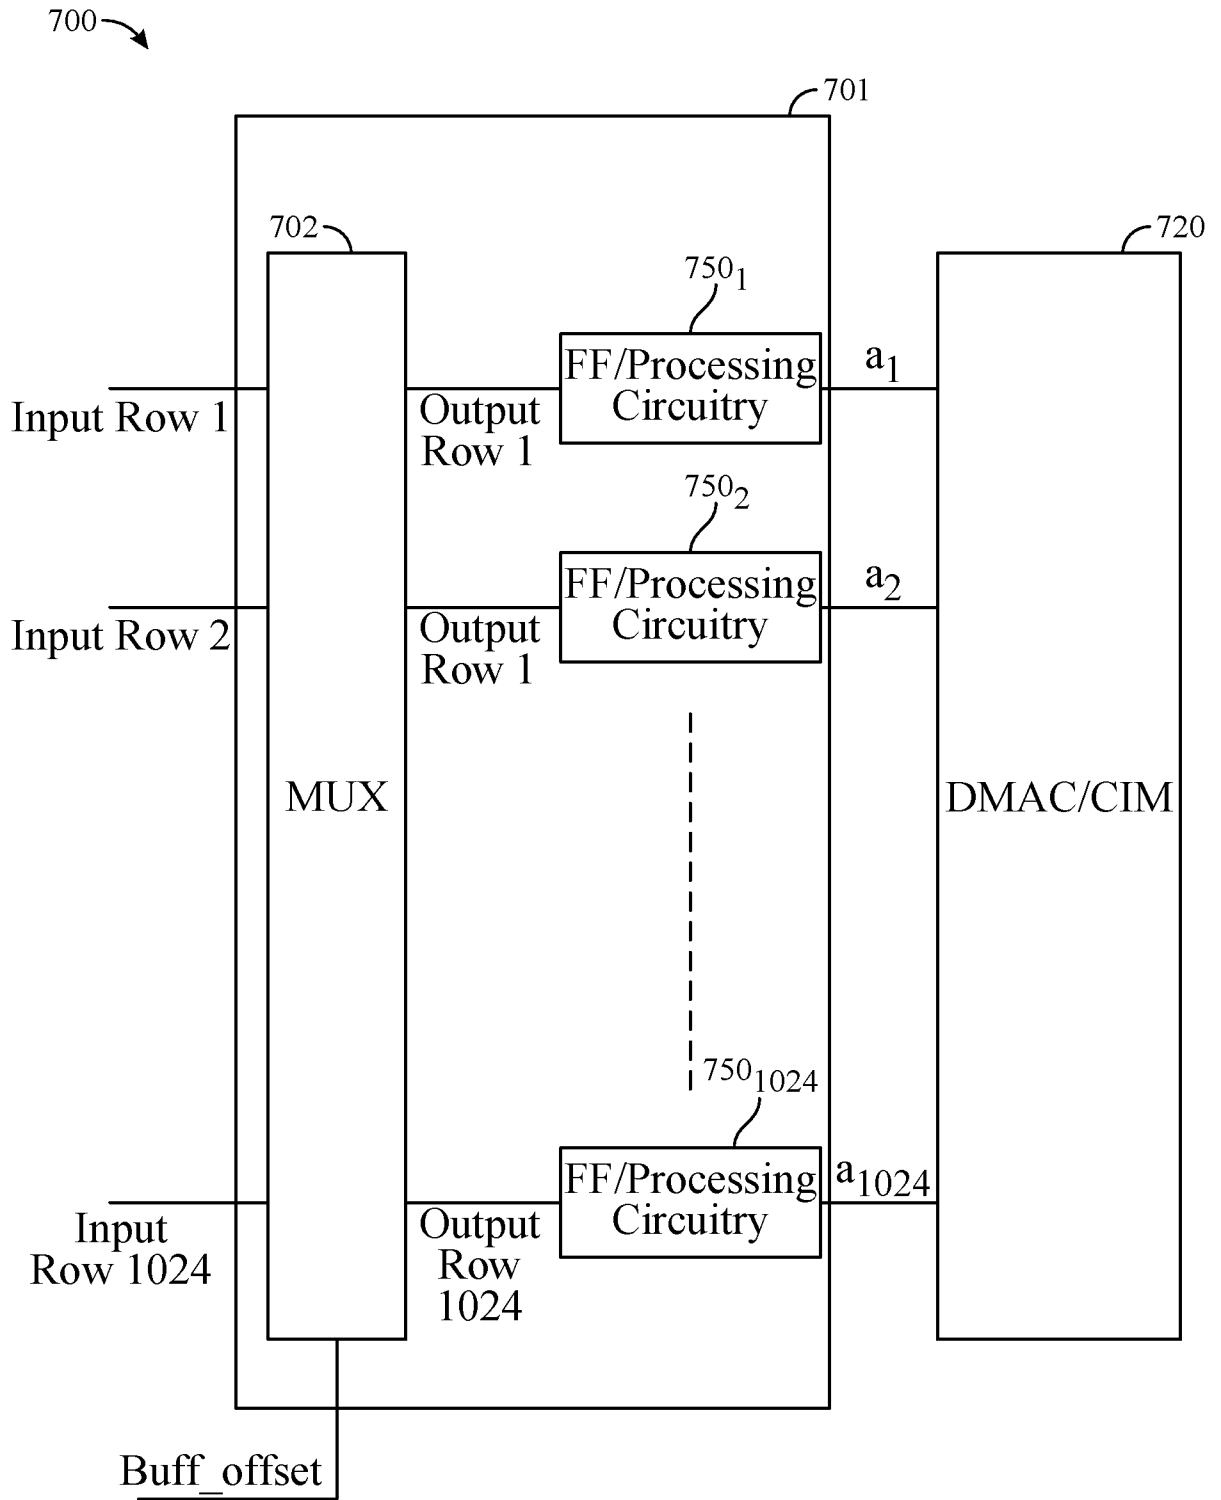 700
701
702
720
750₁
FF/Processing
Circuitry
a₁
Input Row 1
Output
Row 1
750₂
FF/Processing
Circuitry
a₂
Input Row 2
Output
Row 1
MUX
DMAC/CIM
750₁₀₂₄
FF/Processing
Circuitry
a₁₀₂₄
Input
Row 1024
Output
Row
1024
Buff_offset